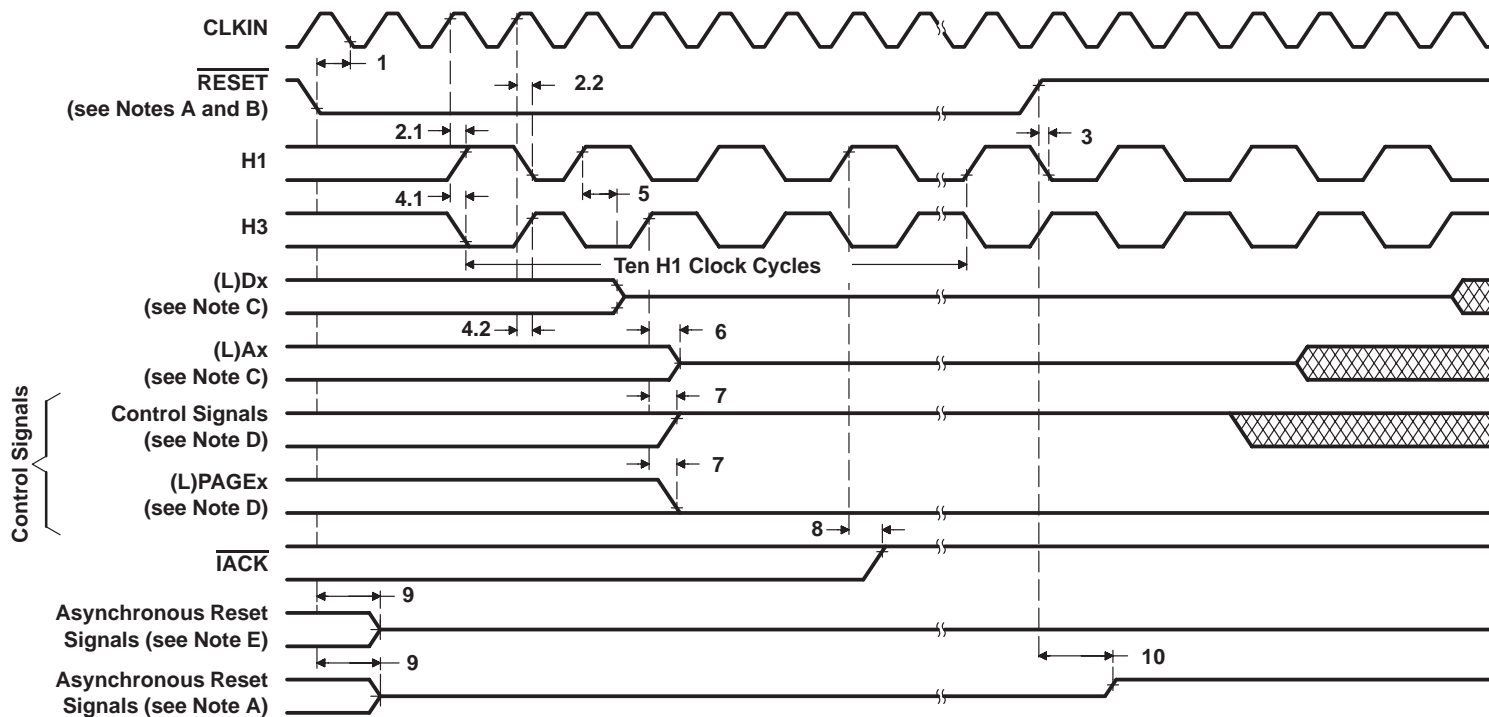 CLKIN
1
RESET
(see Notes A and B)
2.2
2.1
3
H1
4.1
5
H3
Ten H1 Clock Cycles
(L)Dx
(see Note C)
4.2
6
(L)Ax
(see Note C)
Control Signals
7
Control Signals
(see Note D)
7
(L)PAGEx
(see Note D)
8
IACK
9
Asynchronous Reset
Signals (see Note E)
9
10
Asynchronous Reset
Signals (see Note A)